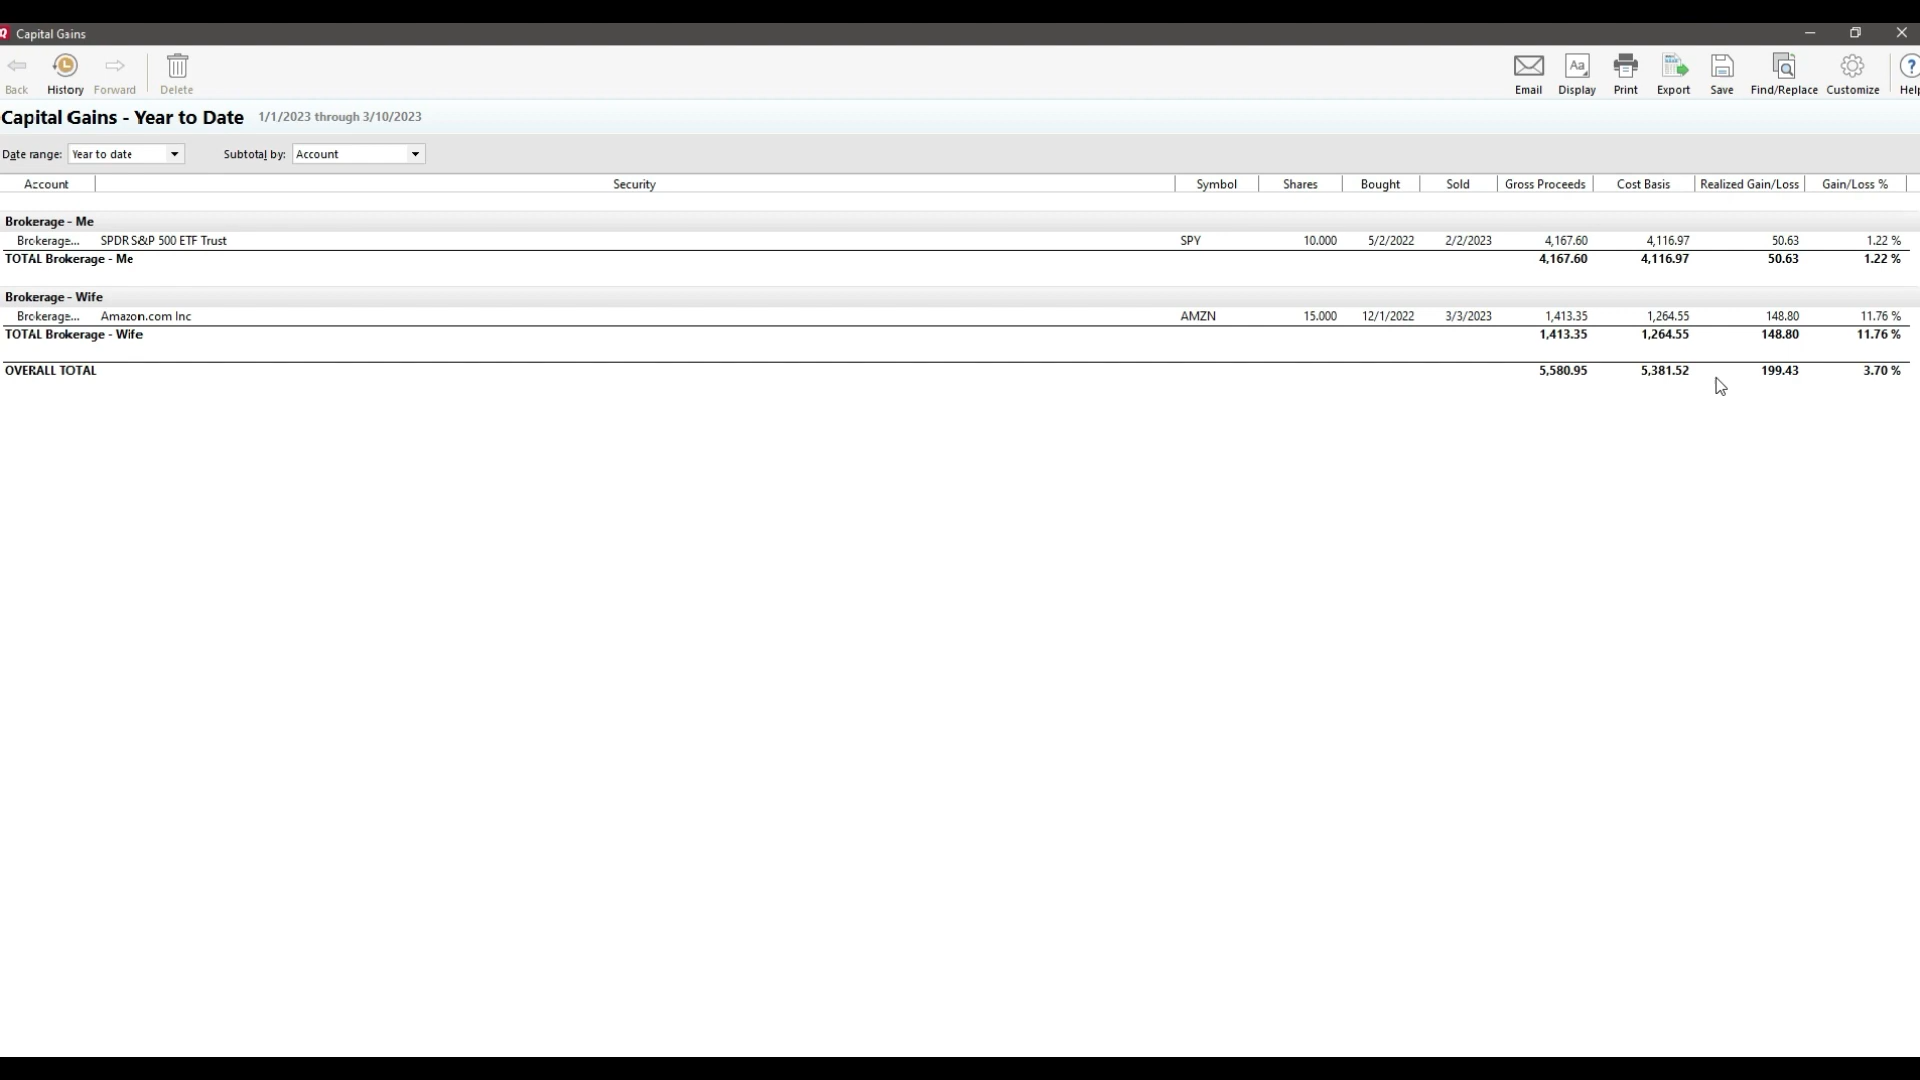 Capital Gains
Back History Forward Delete Email Display Print Export Save Find/Replace Customize Help
Capital Gains - Year to Date 1/1/2023 through 3/10/2023
Date range: Year to date Subtotal by: Account
Account Security Symbol Shares Bought Sold Gross Proceeds Cost Basis Realized Gain/Loss Gain/Loss %
Brokerage - Me
Brokerage... SPDR S&P 500 ETF Trust SPY 10.000 5/2/2022 2/2/2023 4,167.60 4,116.97 50.63 1.22 %
TOTAL Brokerage - Me 4,167.60 4,116.97 50.63 1.22 %
Brokerage - Wife
Brokerage... Amazon.com Inc AMZN 15.000 12/1/2022 3/3/2023 1,413.35 1,264.55 148.80 11.76 %
TOTAL Brokerage - Wife 1,413.35 1,264.55 148.80 11.76 %
OVERALL TOTAL 5,580.95 5,381.52 199.43 3.70 %